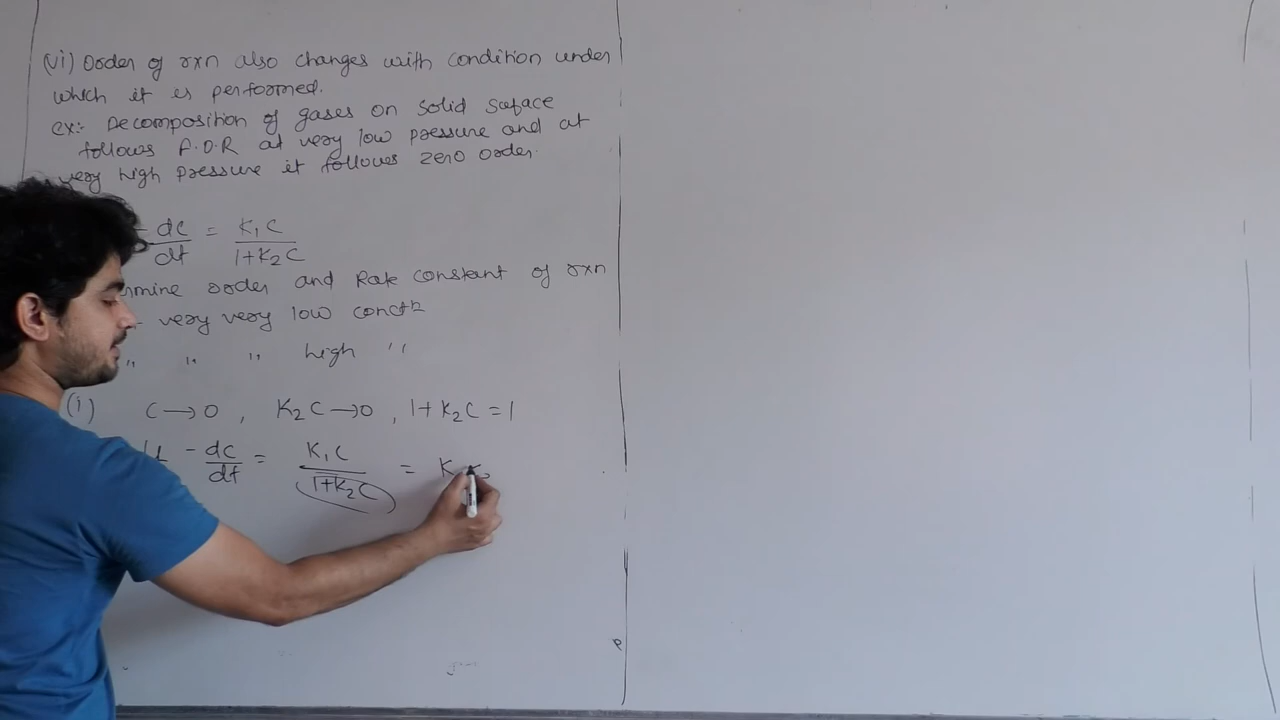 (vi) Order of rxn also changes with condition under
which it is performed.
ex:- Decomposition of gases on solid surface
follows F.O.R at very low pressure and at
very high pressure it follows zero order.
- dc/dt = K₁C/1+K₂C
mine order and Rate constant of rxn
very very low concth
" " " high "
(i) C→0, K₂C→0, 1+K₂C=1
- dc/dt = K₁C/1+K₂C = K